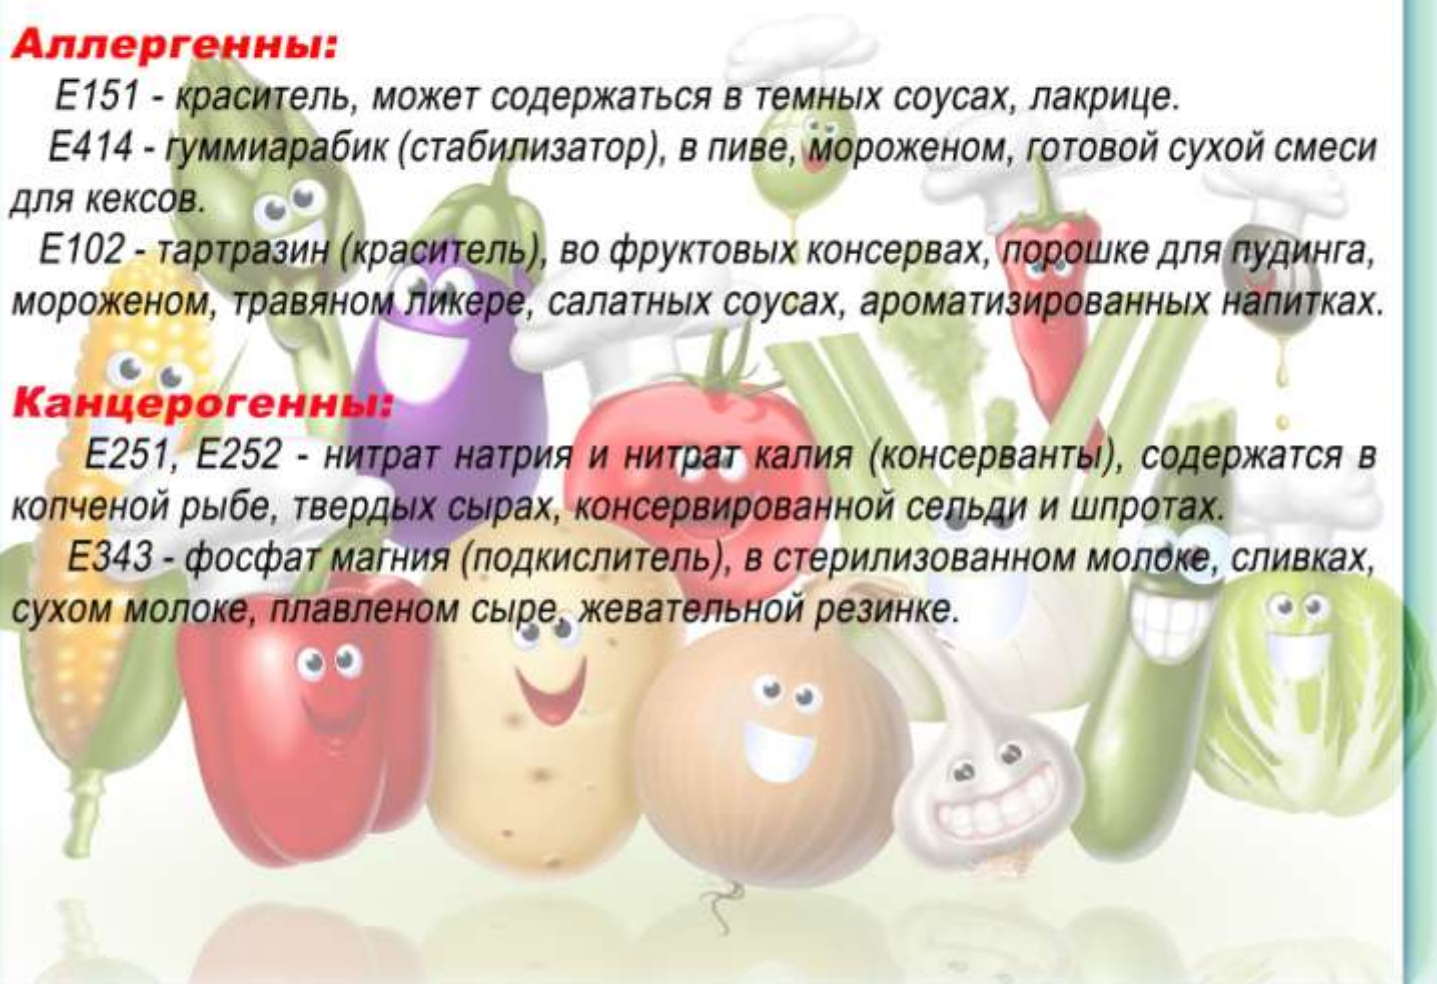 Аллергенны:
Е151 - краситель, может содержаться в темных соусах, лакрице.
Е414 - гуммиарабик (стабилизатор), в пиве, мороженом, готовой сухой смеси
для кексов.
Е102 - тартразин (краситель), во фруктовых консервах, порошке для пудинга,
мороженом, травяном ликере, салатных соусах, ароматизированных напитках.
Канцерогенны:
Е251, Е252 - нитрат натрия и нитрат калия (консерванты), содержатся в
копченой рыбе, твердых сырах, консервированной сельди и шпротах.
Е343 - фосфат магния (подкислитель), в стерилизованном молоке, сливках,
сухом молоке, плавленом сыре, жевательной резинке.